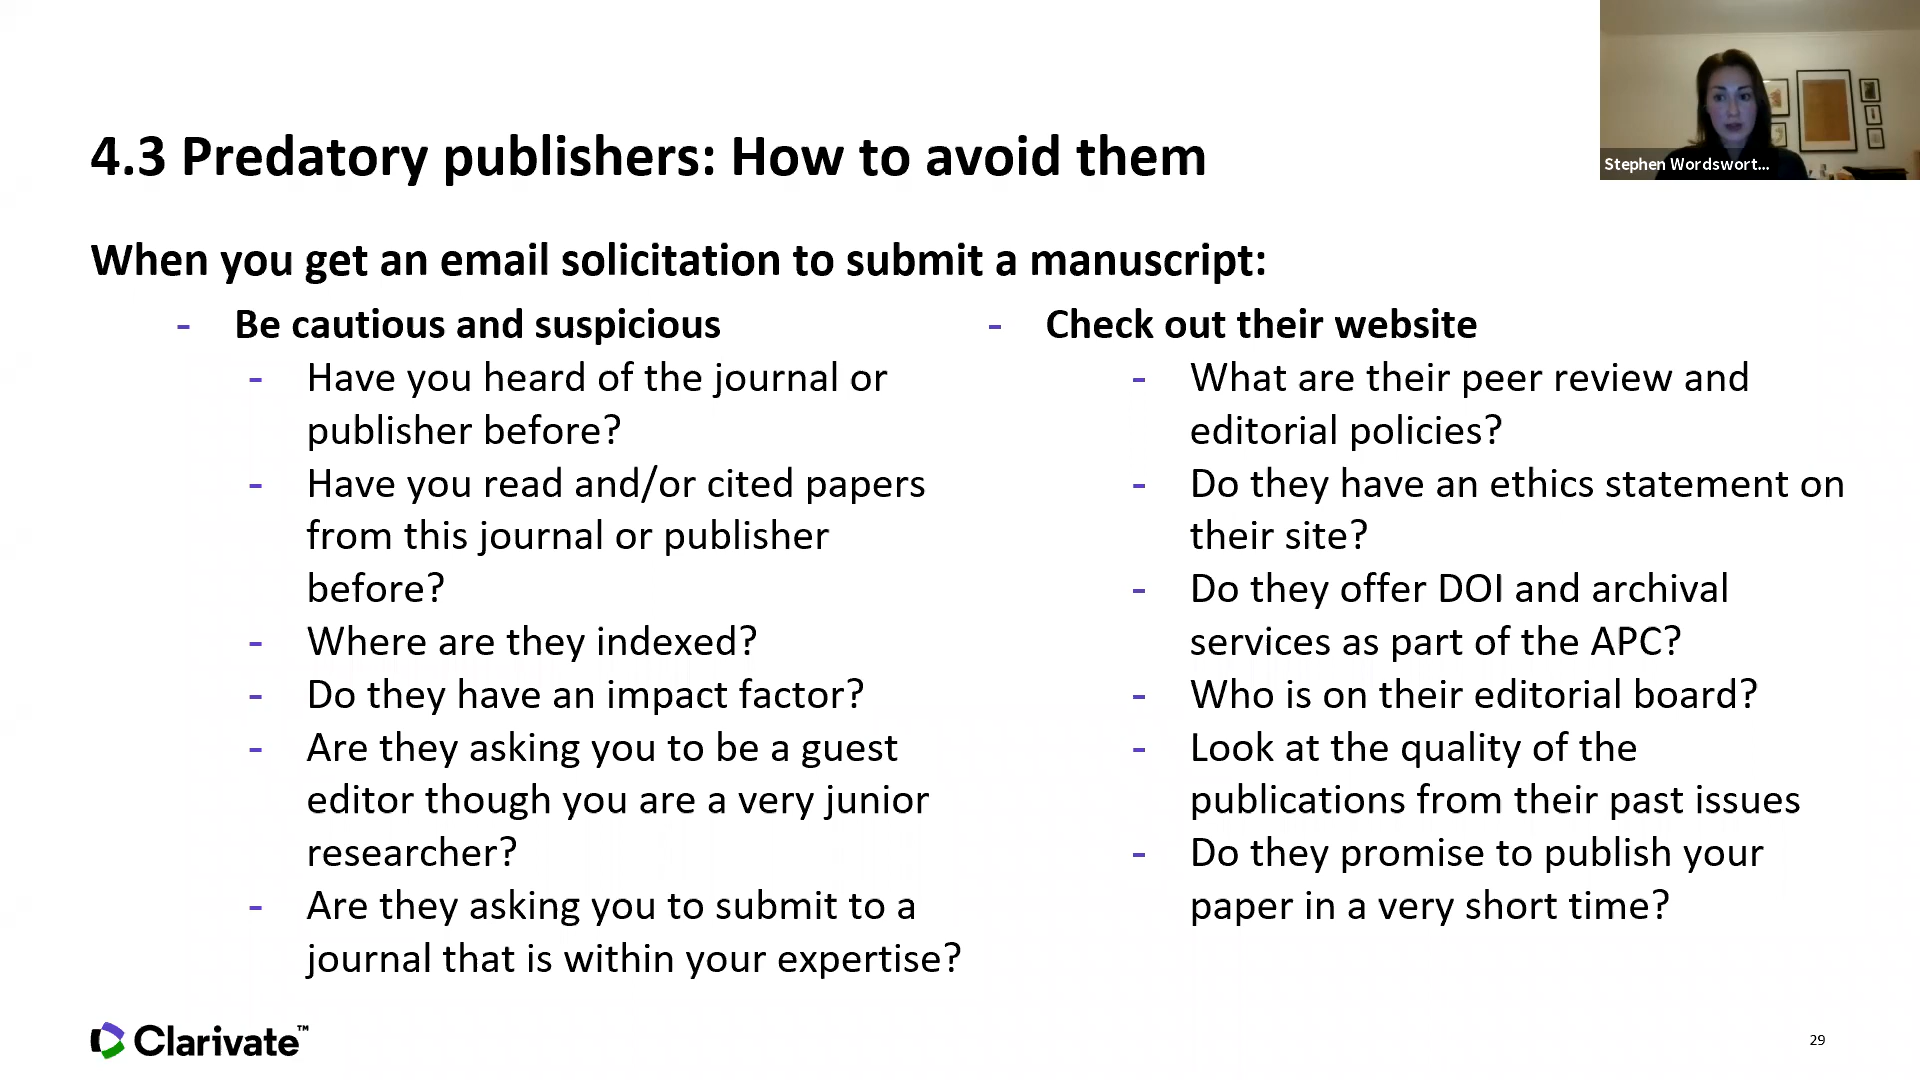 4.3 Predatory publishers: How to avoid them
Stephen Wordswort...
When you get an email solicitation to submit a manuscript:
- Be cautious and suspicious
- Have you heard of the journal or
publisher before?
- Have you read and/or cited papers
from this journal or publisher
before?
- Where are they indexed?
- Do they have an impact factor?
- Are they asking you to be a guest
editor though you are a very junior
researcher?
- Are they asking you to submit to a
journal that is within your expertise?
- Check out their website
- What are their peer review and
editorial policies?
- Do they have an ethics statement on
their site?
- Do they offer DOI and archival
services as part of the APC?
- Who is on their editorial board?
- Look at the quality of the
publications from their past issues
- Do they promise to publish your
paper in a very short time?
Clarivate™
29